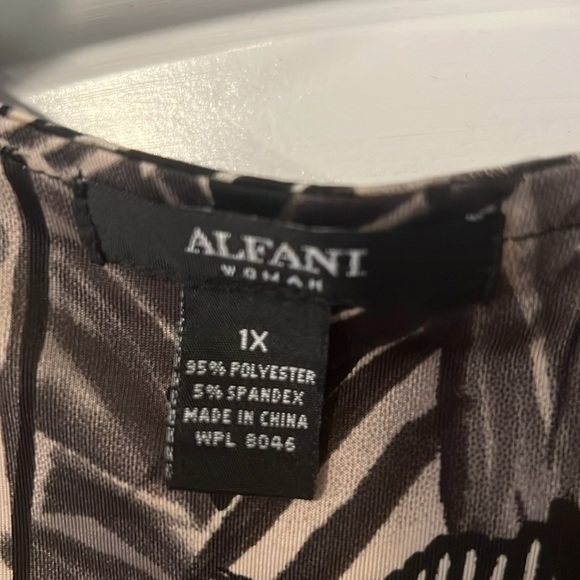 ALFANI
WOMAN
1X
95% POLYESTER
5% SPANDEX
MADE IN CHINA
WPL 8046